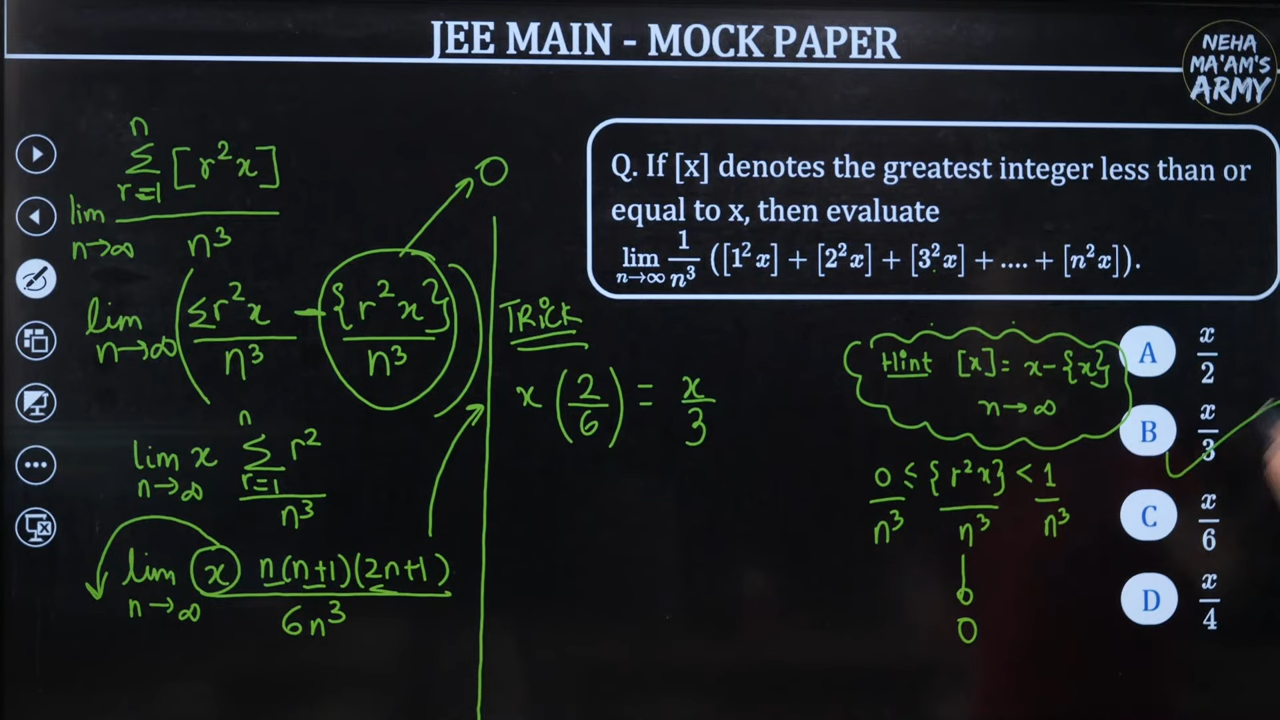 JEE MAIN - MOCK PAPER
NEHA
MA'AM'S
ARMY
Q. If [x] denotes the greatest integer less than or
equal to x, then evaluate
lim n→∞ 1/n³ ([1²x] + [2²x] + [3²x] + .... + [n²x]).
A x/2
B x/3
C x/6
D x/4
lim n→∞ n Σ r=1 [r²x] / n³
lim n→∞ (Σr²x / n³ - {r²x} / n³) → 0
lim n→∞ x n Σ r=1 r² / n³
lim n→∞ x n(n+1)(2n+1) / 6n³
TRICK
x (2/6) = x/3
Hint [x] = x-{x}
n→∞
0/n³ ≤ {r²x}/n³ < 1/n³
0